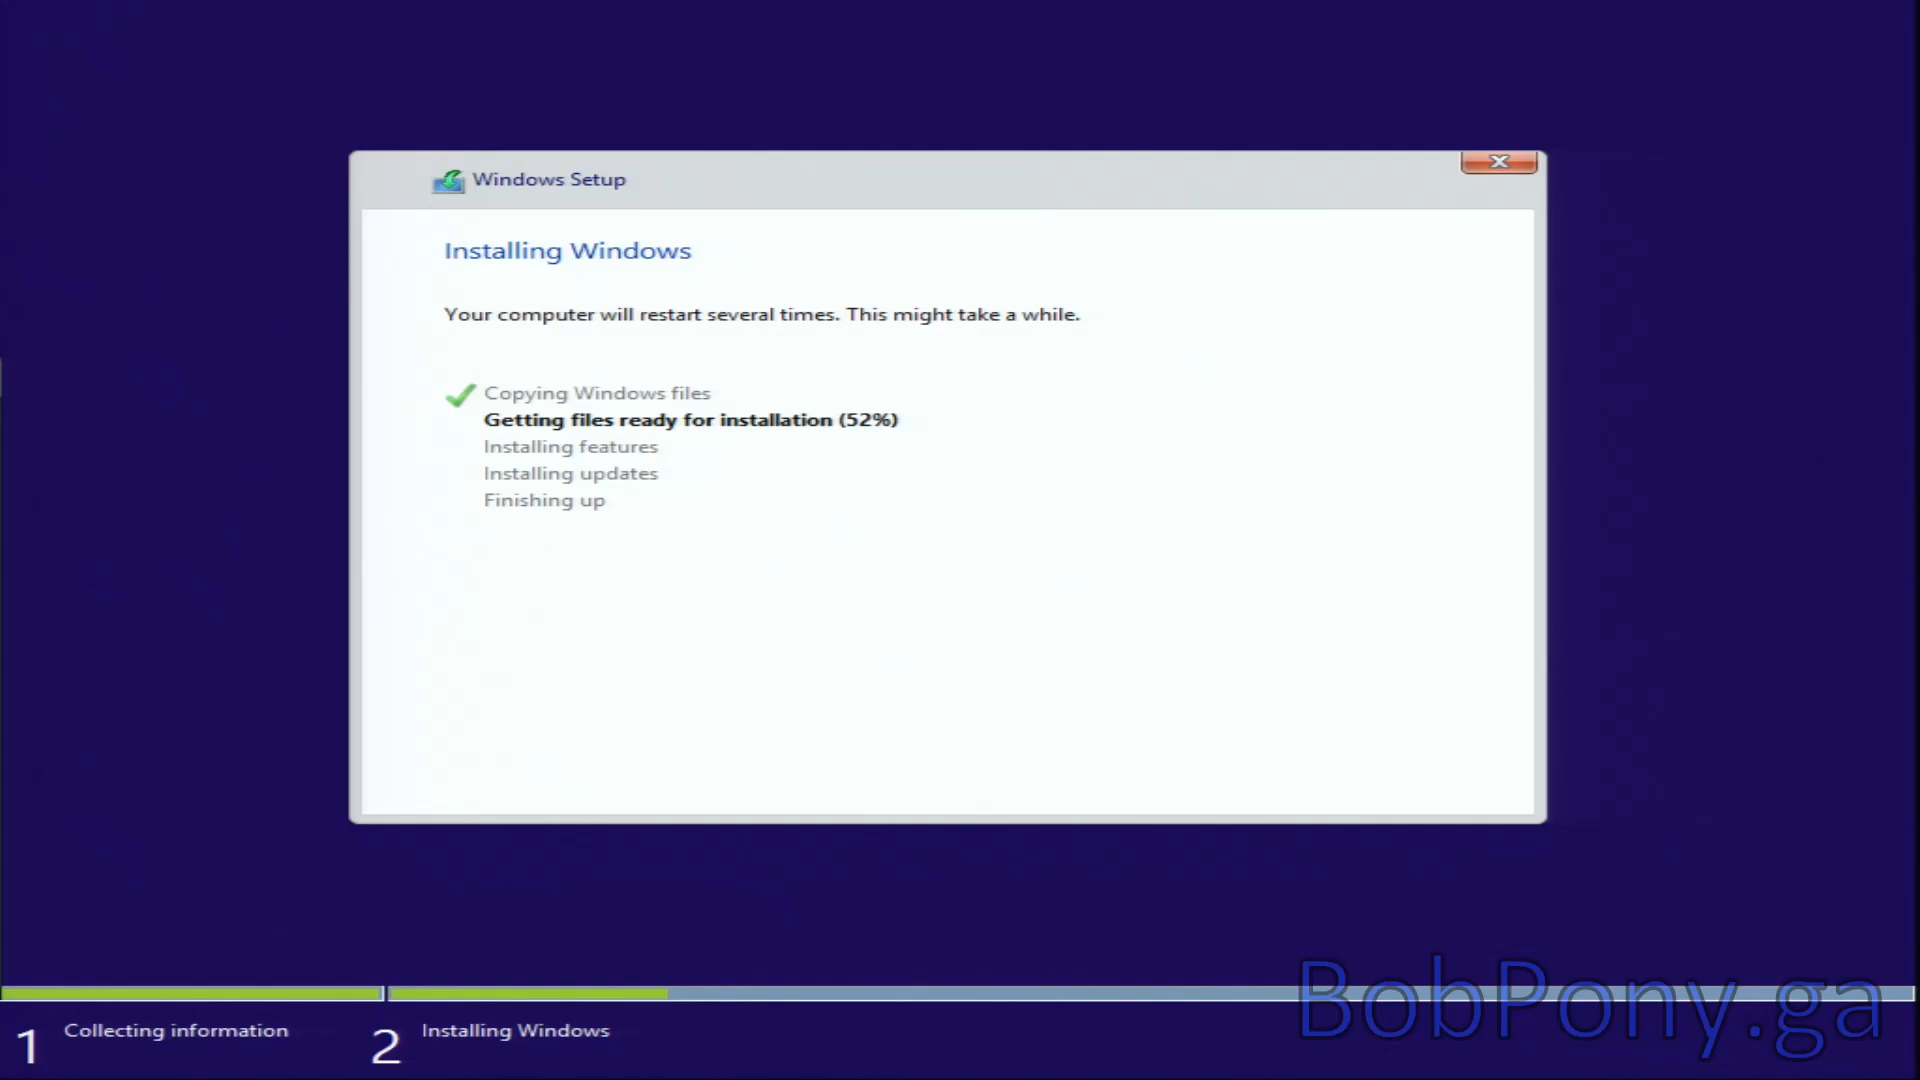 Windows Setup
Installing Windows
Your computer will restart several times. This might take a while.
Copying Windows files
Getting files ready for installation (52%)
Installing features
Installing updates
Finishing up
BobPony.ga
1 Collecting information
2 Installing Windows